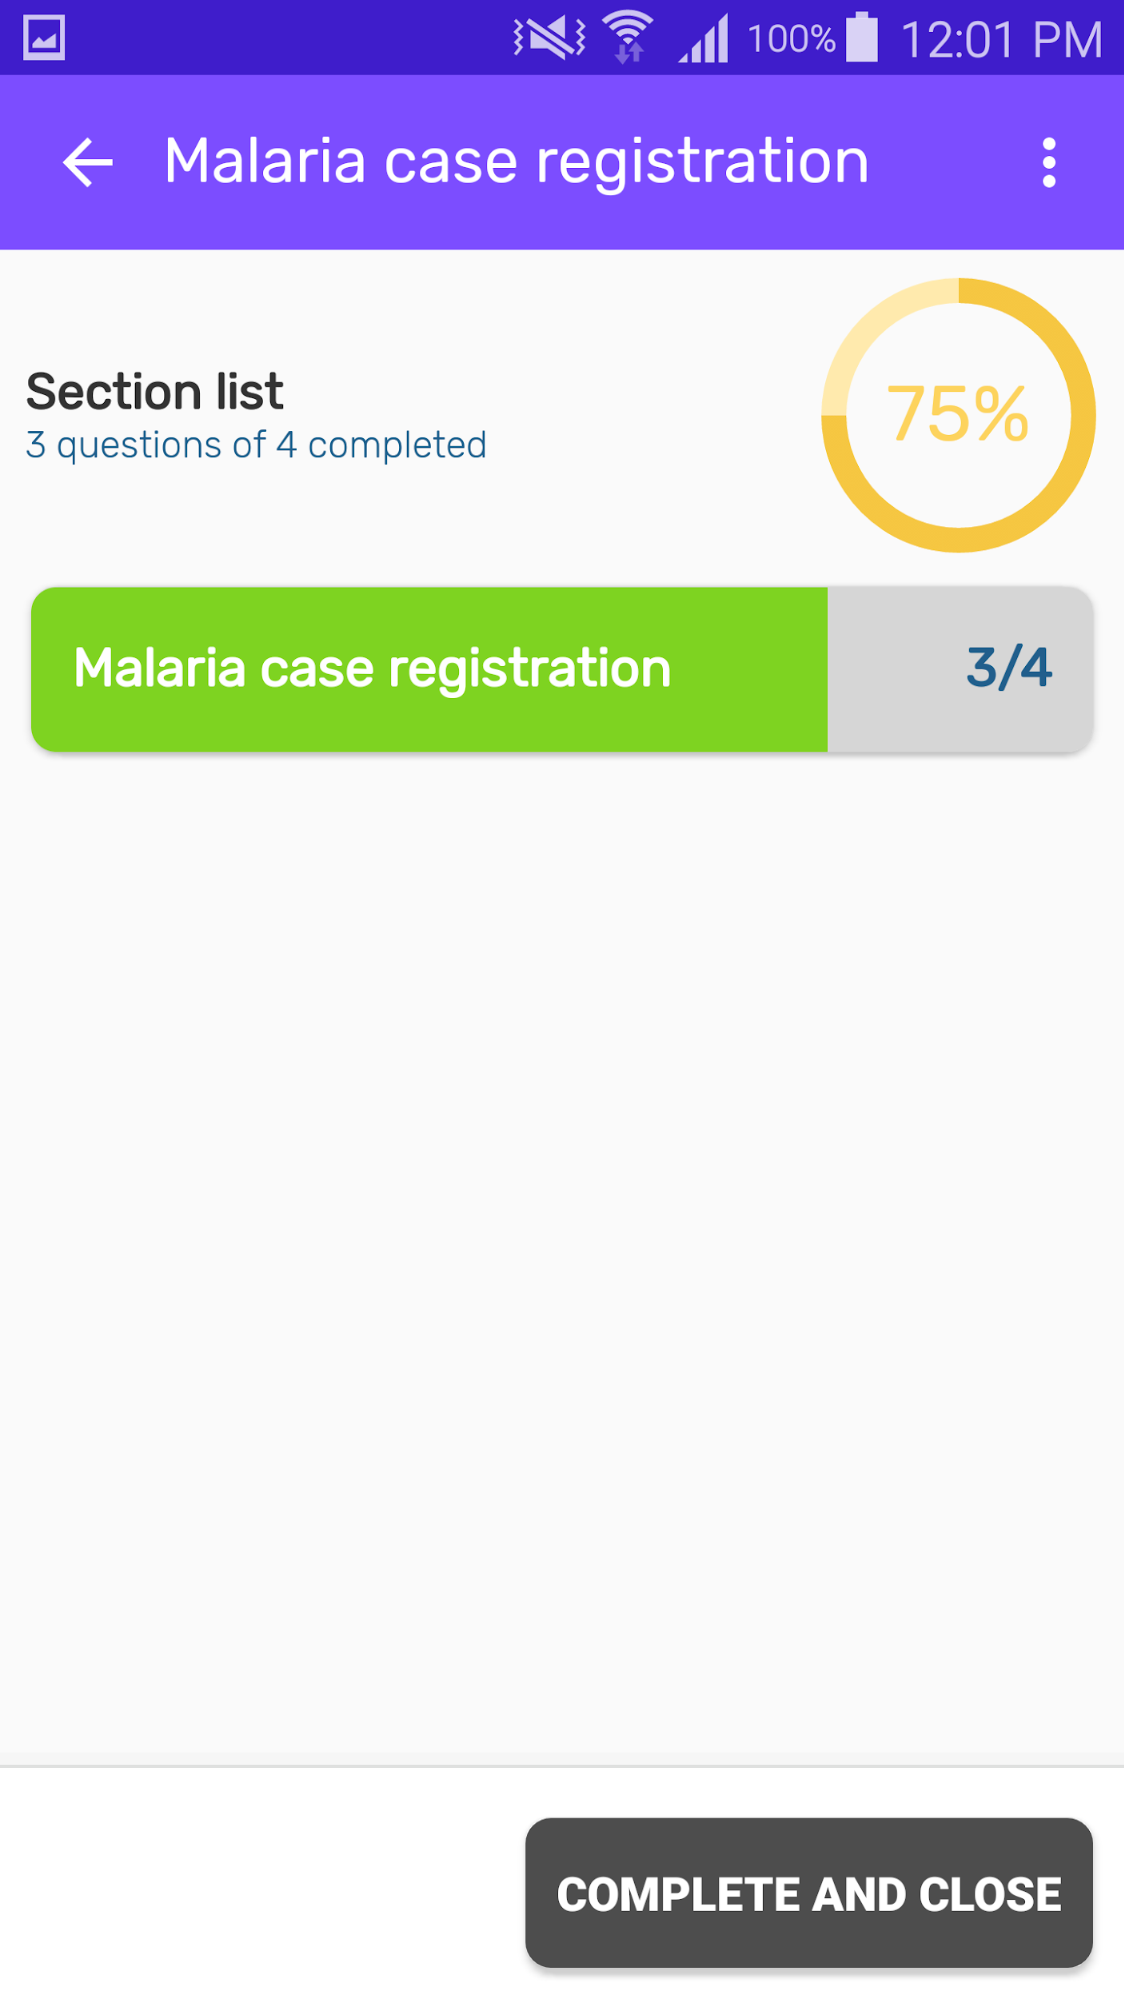 100% 12:01 PM
Malaria case registration
Section list
3 questions of 4 completed
75%
Malaria case registration 3/4
COMPLETE AND CLOSE